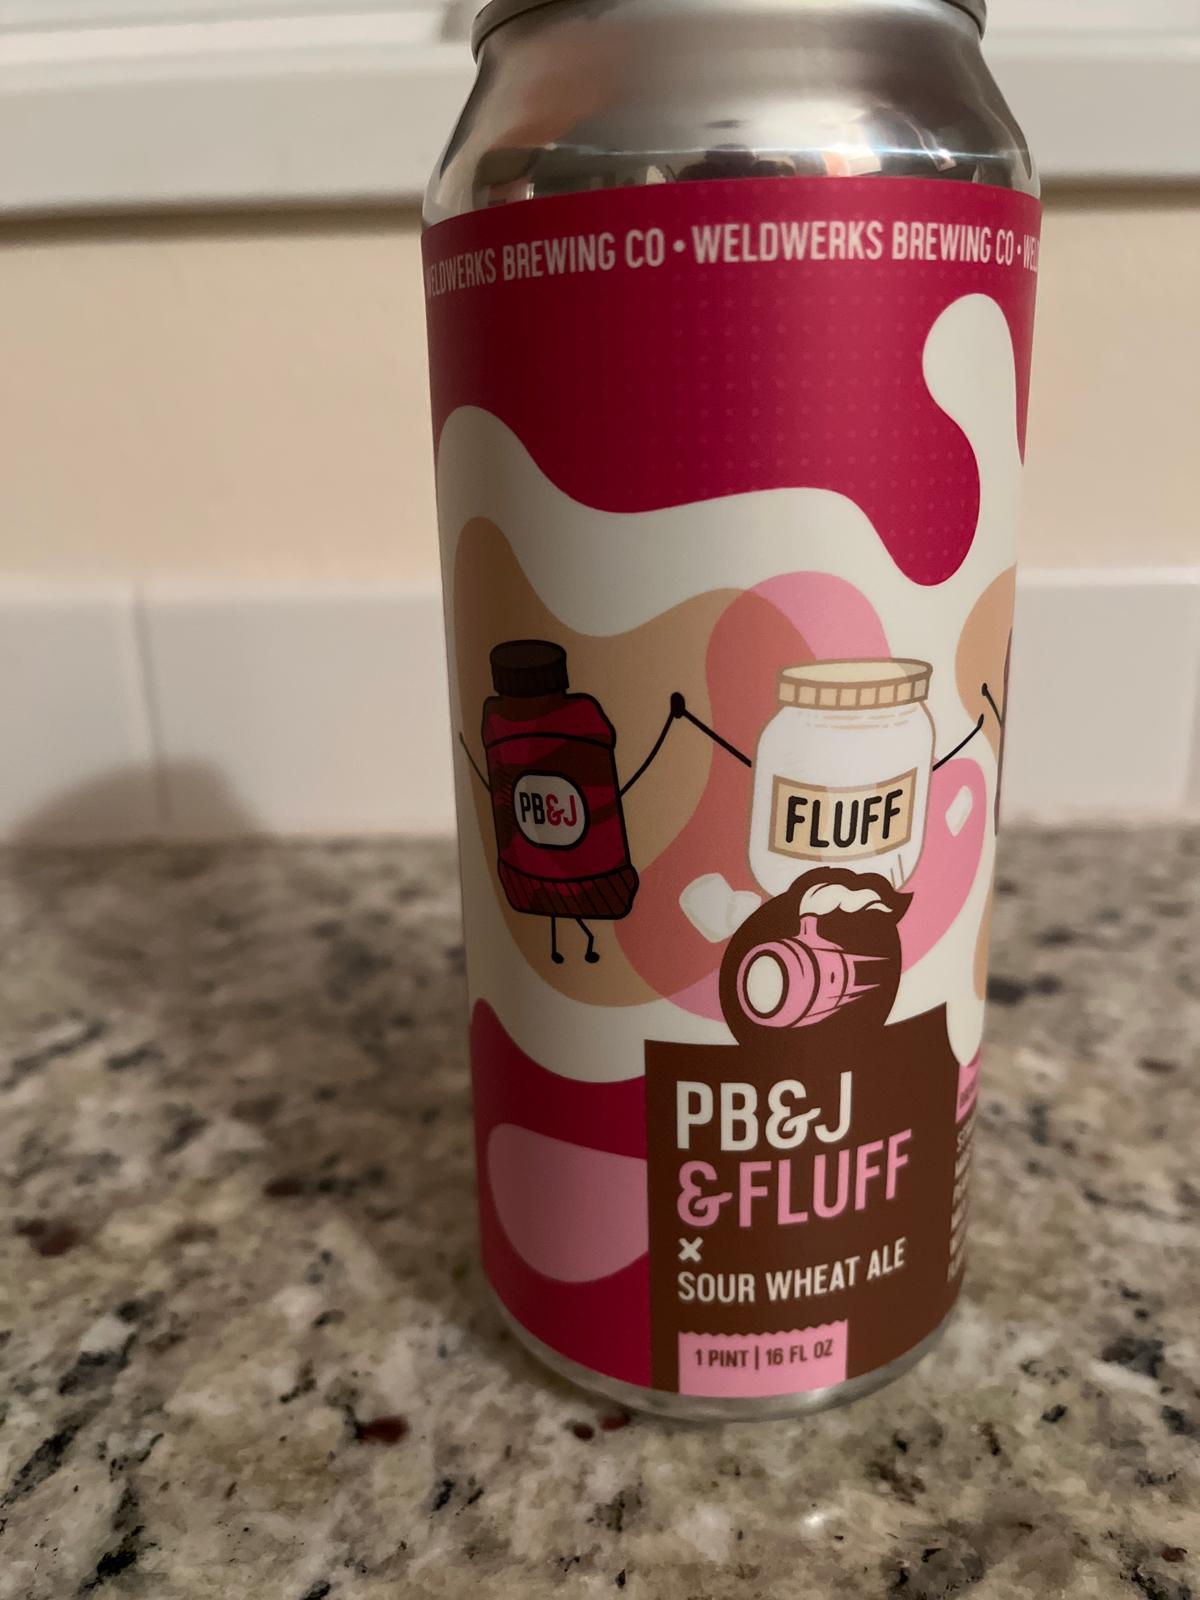 WELDWERKS BREWING CO • WELDWERKS BREWING CO •
PB&J
FLUFF
PB&J
& FLUFF
×
SOUR WHEAT ALE
1 PINT | 16 FL OZ